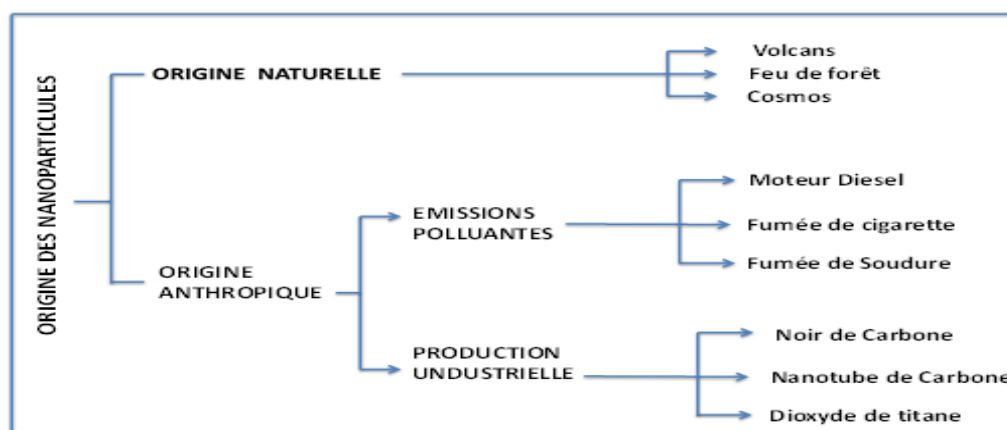 ORIGINE DES NANOPARTICLULES
ORIGINE NATURELLE
Volcans
Feu de forêt
Cosmos
ORIGINE
ANTHROPIQUE
EMISSIONS
POLLUANTES
Moteur Diesel
Fumée de cigarette
Fumée de Soudure
PRODUCTION
UNDUSTRIELLE
Noir de Carbone
Nanotube de Carbone
Dioxyde de titane